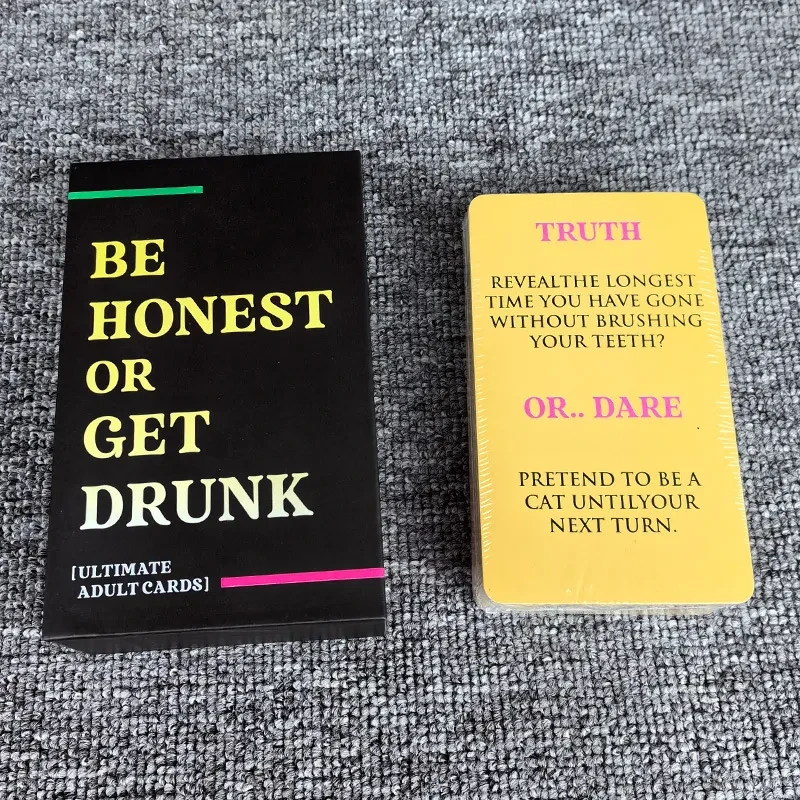 BE
HONEST
OR
GET
DRUNK
[ULTIMATE
ADULT CARDS]
TRUTH
REVEALTHE LONGEST
TIME YOU HAVE GONE
WITHOUT BRUSHING
YOUR TEETH?
OR.. DARE
PRETEND TO BE A
CAT UNTILYOUR
NEXT TURN.